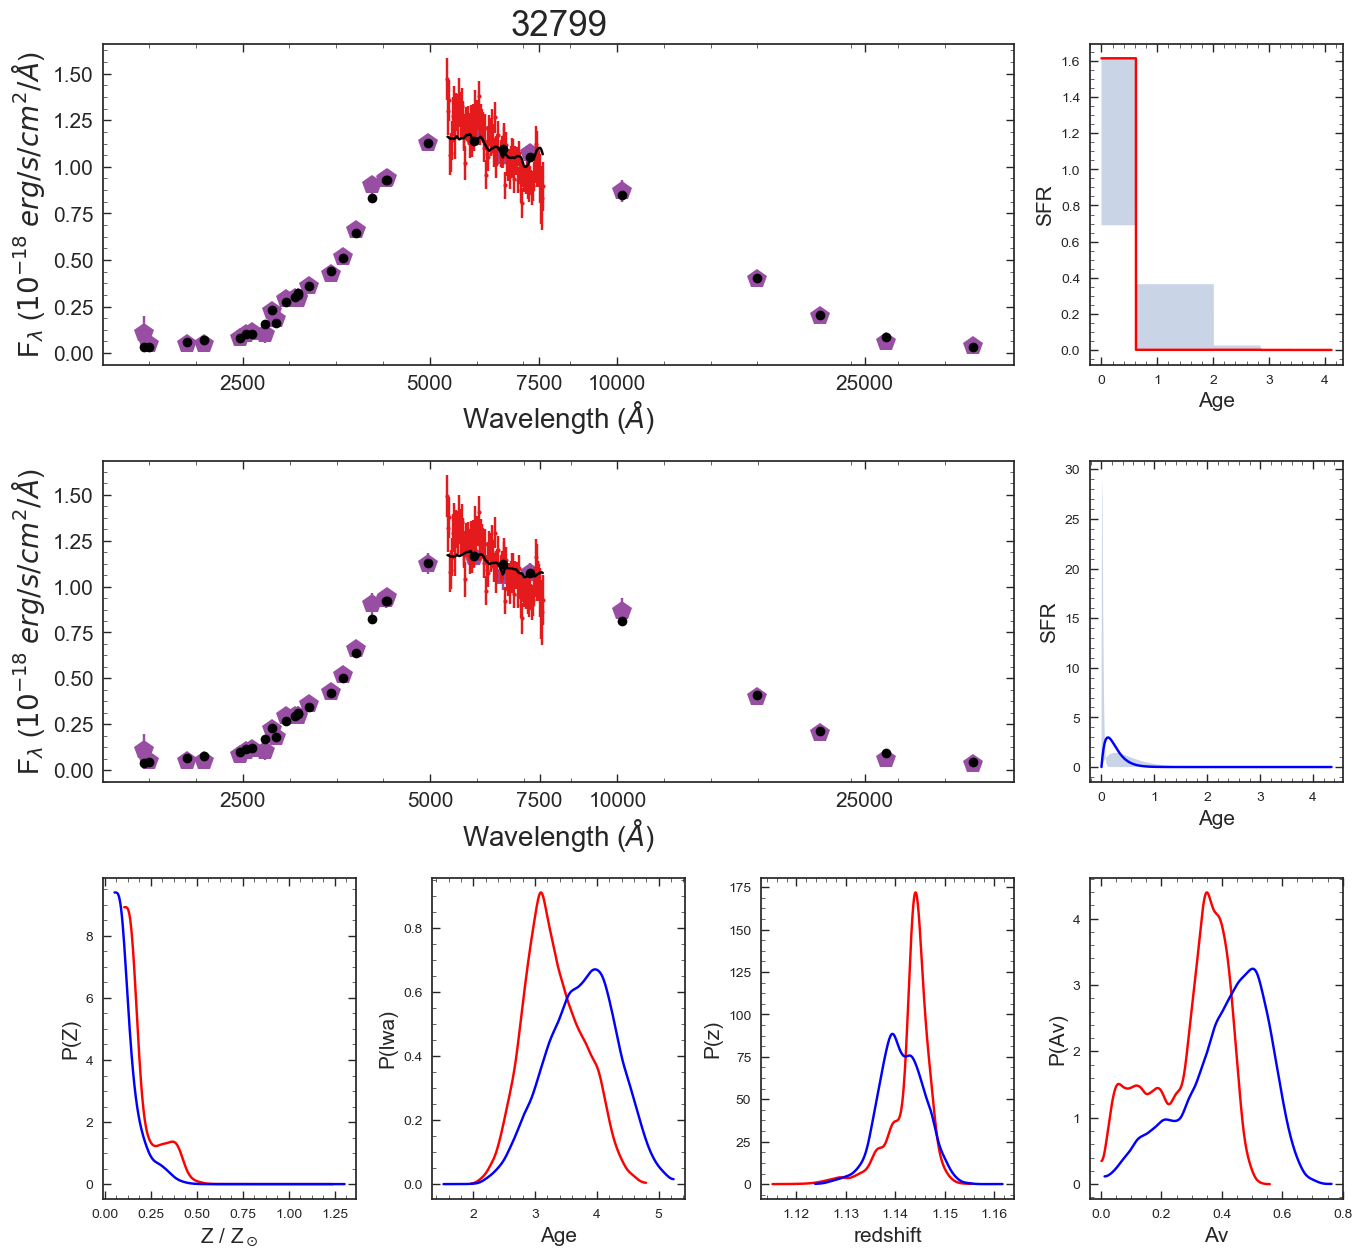 32799
F_λ (10^−18 erg/s/cm^2/Å)
1.50
1.25
1.00
0.75
0.50
0.25
0.00
2500 5000 7500 10000 25000
Wavelength (Å)
SFR
1.6
1.4
1.2
1.0
0.8
0.6
0.4
0.2
0.0
0 1 2 3 4
Age
F_λ (10^−18 erg/s/cm^2/Å)
1.50
1.25
1.00
0.75
0.50
0.25
0.00
2500 5000 7500 10000 25000
Wavelength (Å)
SFR
30
25
20
15
10
5
0
0 1 2 3 4
Age
P(Z)
8
6
4
2
0
0.00 0.25 0.50 0.75 1.00 1.25
Z / Z_⊙
P(lwa)
0.8
0.6
0.4
0.2
0.0
2 3 4 5
Age
P(z)
175
150
125
100
75
50
25
0
1.12 1.13 1.14 1.15 1.16
redshift
P(Av)
4
3
2
1
0
0.0 0.2 0.4 0.6 0.8
Av